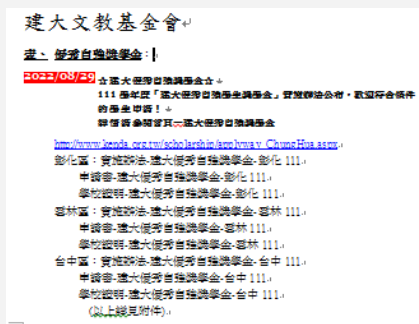 建大文教基金會
壹、優秀自強獎學金：
2022/08/29 ☆建大優秀自強獎學金☆
111 學年度「建大優秀自強學生獎學金」實施辦法公布，歡迎符合條件
的學生申請！
詳情請參閱首頁─建大優秀自強獎學金
http://www.kenda.org.tw/scholarship/applyway_ChungHua.aspx
彰化區：實施辦法-建大優秀自強獎學金-彰化 111.
申請書-建大優秀自強獎學金-彰化 111.
學校證明-建大優秀自強獎學金-彰化 111.
雲林區：實施辦法-建大優秀自強獎學金-雲林 111.
申請書-建大優秀自強獎學金-雲林 111.
學校證明-建大優秀自強獎學金-雲林 111.
台中區：實施辦法-建大優秀自強獎學金-台中 111.
申請書-建大優秀自強獎學金-台中 111.
學校證明-建大優秀自強獎學金-台中 111.
(以上詳見附件)